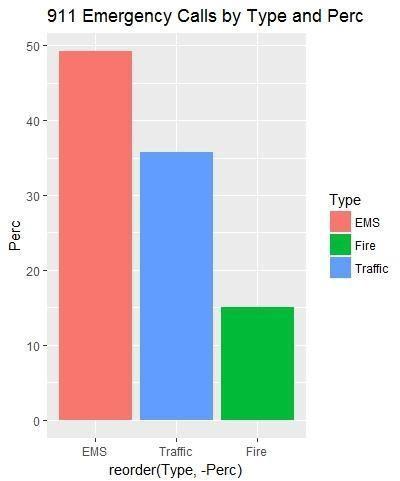 911 Emergency Calls by Type and Perc
50
40
30
20
10
0
Perc
EMS
Traffic
Fire
reorder(Type, -Perc)
Type
EMS
Fire
Traffic